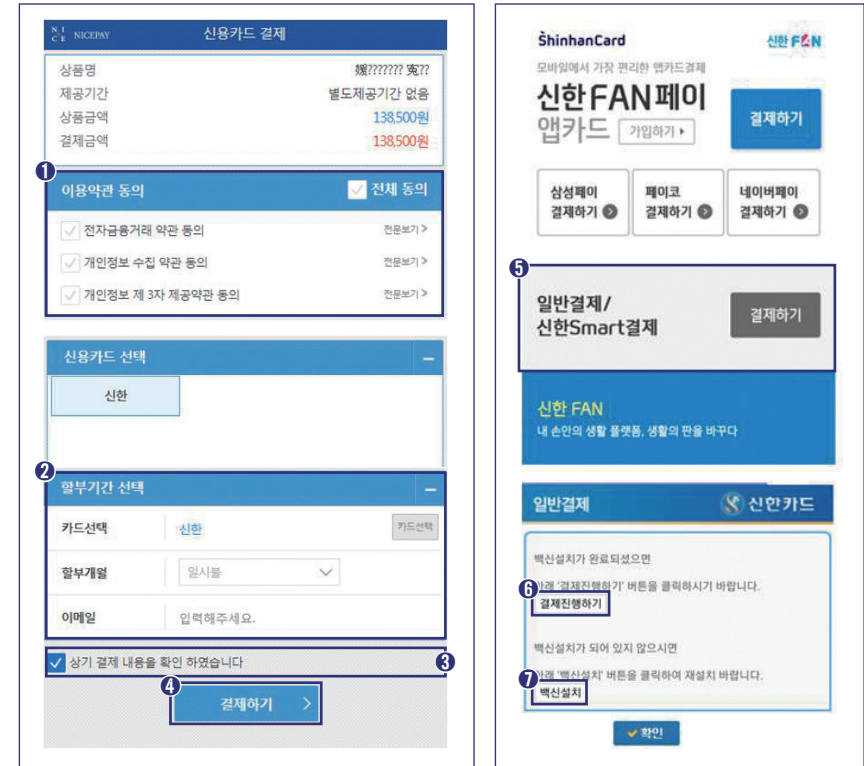 NICE NICEPAY 신용카드 결제
상품명 媛??????? 寃??
제공기간 별도제공기간 없음
상품금액 138,500원
결제금액 138,500원
❶
이용약관 동의 전체 동의
전자금융거래 약관 동의 전문보기 >
개인정보 수집 약관 동의 전문보기 >
개인정보 제 3자 제공약관 동의 전문보기 >
신용카드 선택 –
신한
❷
할부기간 선택 –
카드선택 신한 카드선택
할부개월 일시불
이메일 입력해주세요.
상기 결제 내용을 확인 하였습니다 ❸
❹
결제하기 >
ShinhanCard 신한 FAN
모바일에서 가장 편리한 앱카드결제
신한FAN페이
앱카드 가입하기 ▸ 결제하기
삼성페이 페이코 네이버페이
결제하기 결제하기 결제하기
❺
일반결제/
신한Smart결제 결제하기
신한 FAN
내 손안의 생활 플랫폼, 생활의 판을 바꾸다
일반결제 신한카드
백신설치가 완료되셨으면
아래 '결제진행하기' 버튼을 클릭하시기 바랍니다.
❻ 결제진행하기
백신설치가 되어 있지 않으시면
아래 '백신설치' 버튼을 클릭하여 재설치 바랍니다.
❼ 백신설치
확인